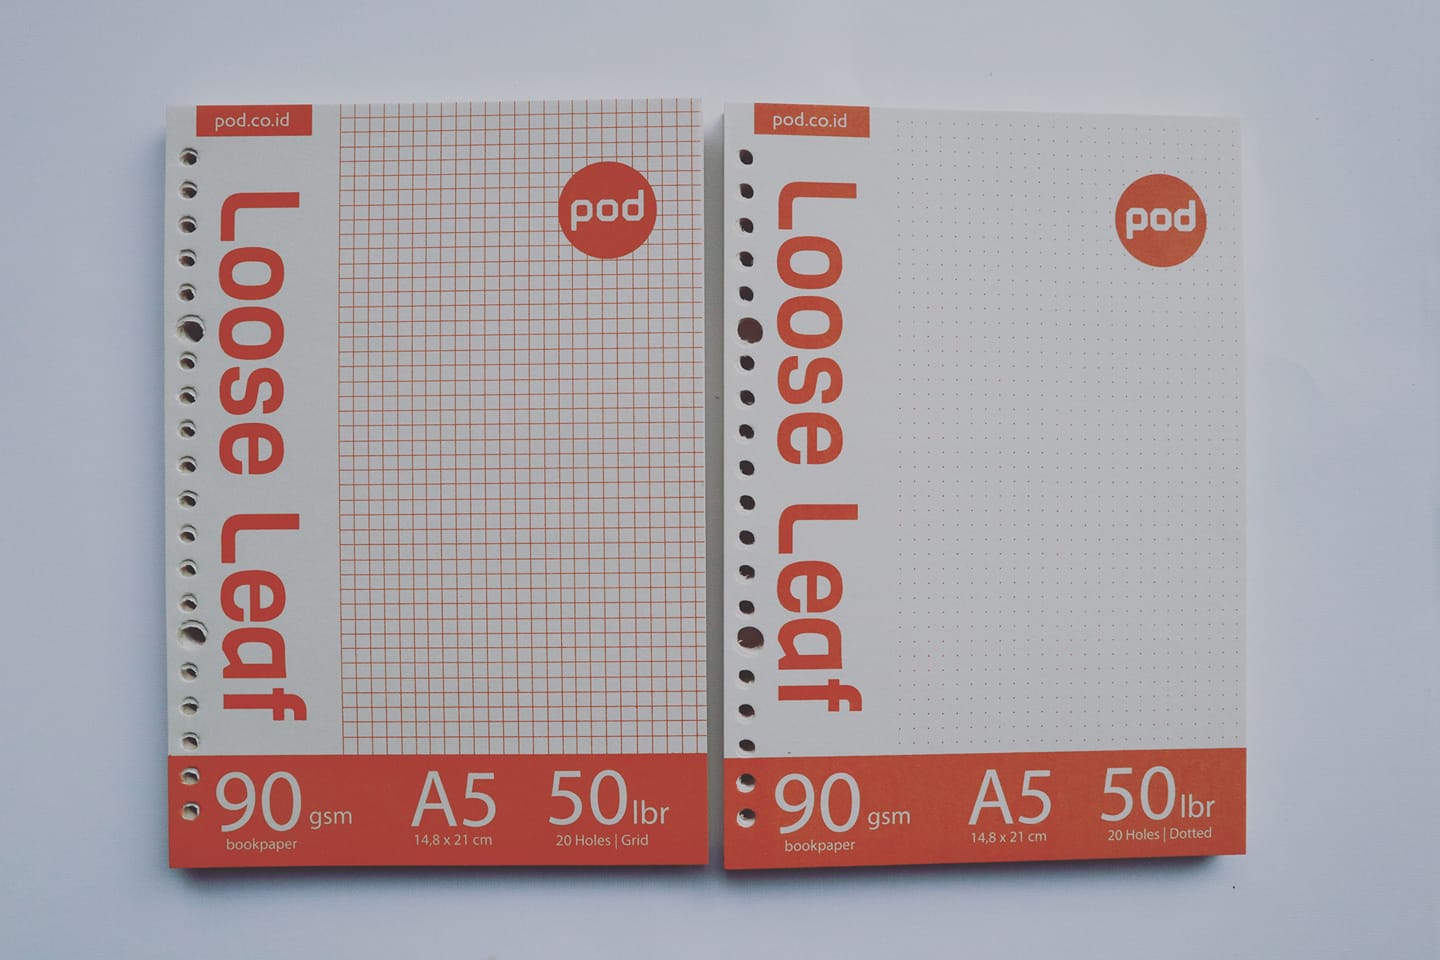 pod.co.id
pod
Loose Leaf
90 gsm
bookpaper
A5
14,8 x 21 cm
50 lbr
20 Holes | Grid
pod.co.id
pod
Loose Leaf
90 gsm
bookpaper
A5
14,8 x 21 cm
50 lbr
20 Holes | Dotted